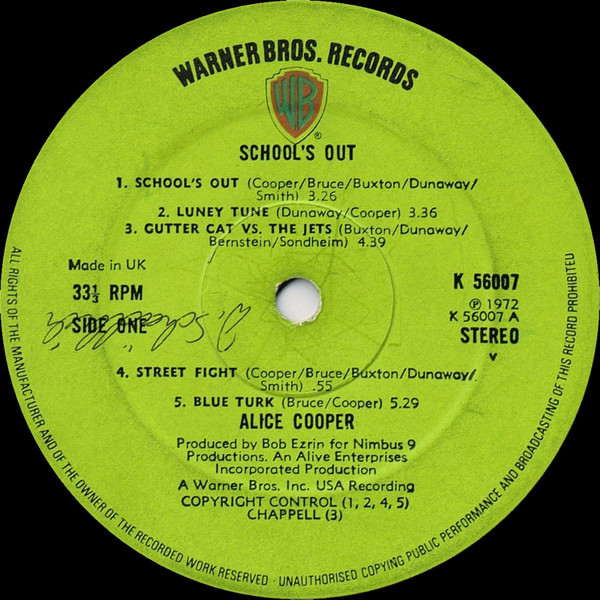 WARNER BROS. RECORDS
WB
®
SCHOOL'S OUT
1. SCHOOL'S OUT (Cooper/Bruce/Buxton/Dunaway/
Smith) 3.26
2. LUNEY TUNE (Dunaway/Cooper) 3.36
3. GUTTER CAT VS. THE JETS (Buxton/Dunaway/
Bernstein/Sondheim) 4.39
Made in UK
33⅓ RPM
SIDE ONE
K 56007
℗ 1972
K 56007 A
STEREO
v
4. STREET FIGHT (Cooper/Bruce/Buxton/Dunaway/
Smith) .55
5. BLUE TURK (Bruce/Cooper) 5.29
ALICE COOPER
Produced by Bob Ezrin for Nimbus 9
Productions. An Alive Enterprises
Incorporated Production
A Warner Bros. Inc. USA Recording
COPYRIGHT CONTROL (1, 2, 4, 5)
CHAPPELL (3)
ALL RIGHTS OF THE MANUFACTURER AND OF THE OWNER OF THE RECORDED WORK RESERVED · UNAUTHORISED COPYING PUBLIC PERFORMANCE AND BROADCASTING OF THIS RECORD PROHIBITED